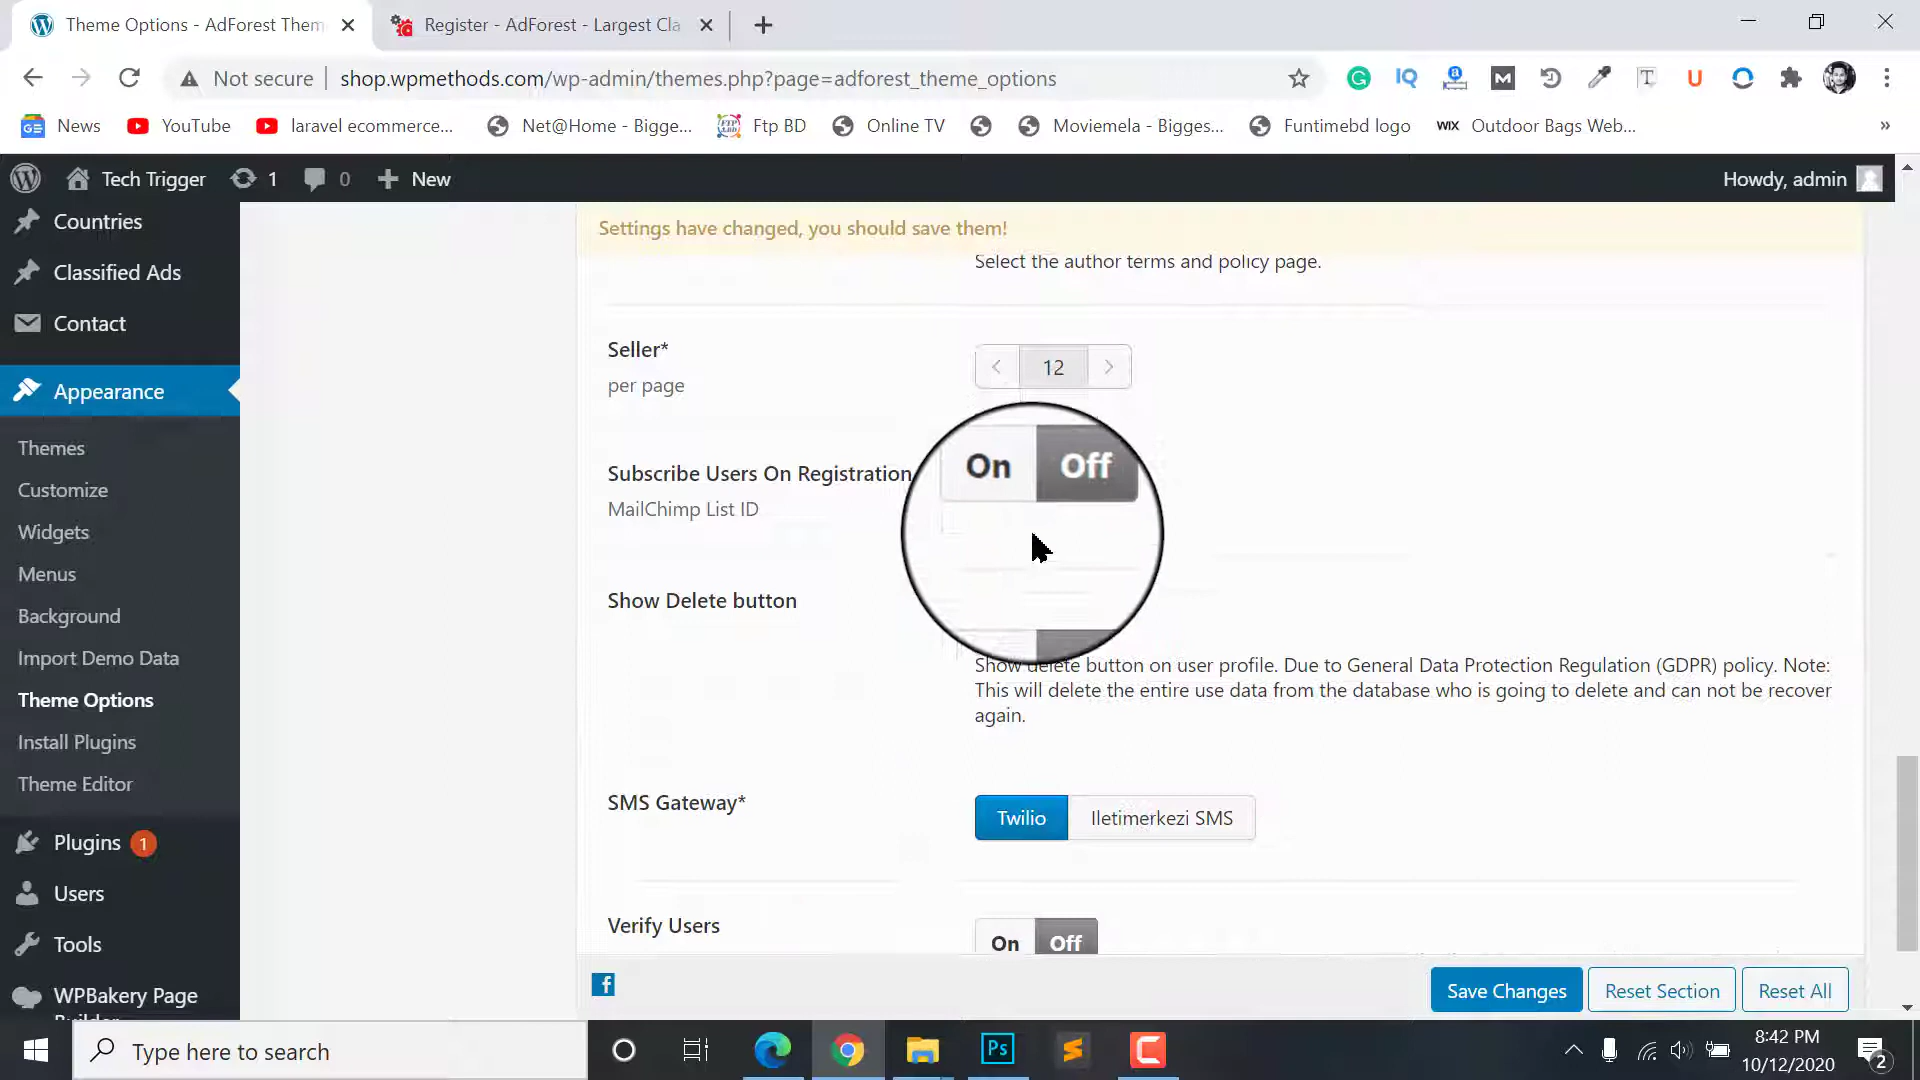 Theme Options - AdForest Them
Register - AdForest - Largest Cla
Not secure
shop.wpmethods.com/wp-admin/themes.php?page=adforest_theme_options
News
YouTube
laravel ecommerce...
Net@Home - Bigge...
Ftp BD
Online TV
Moviemela - Bigges...
Funtimebd logo
WIX Outdoor Bags Web...
Tech Trigger
1
0
New
Howdy, admin
Countries
Classified Ads
Contact
Appearance
Themes
Customize
Widgets
Menus
Background
Import Demo Data
Theme Options
Install Plugins
Theme Editor
Plugins 1
Users
Tools
WPBakery Page
Settings have changed, you should save them!
Select the author terms and policy page.
Seller*
per page
12
Subscribe Users On Registration
MailChimp List ID
On Off
Show Delete button
Show delete button on user profile. Due to General Data Protection Regulation (GDPR) policy. Note:
This will delete the entire use data from the database who is going to delete and can not be recover
again.
SMS Gateway*
Twilio
Iletimerkezi SMS
Verify Users
On Off
Save Changes
Reset Section
Reset All
Type here to search
Ps
8:42 PM
10/12/2020
2